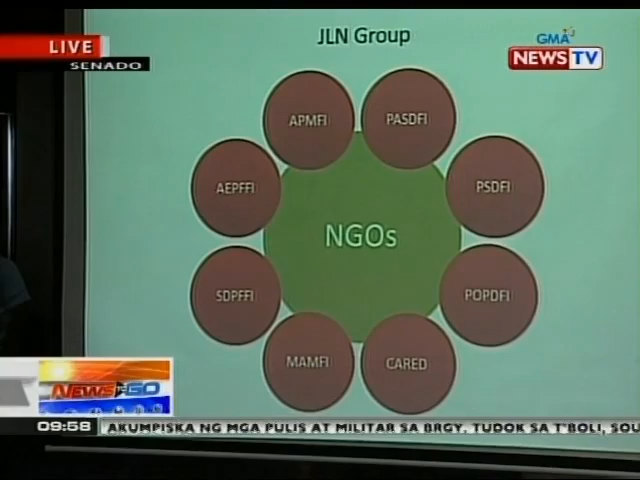 JLN Group
LIVE
SENADO
GMA
NEWS TV
APMFI
PASDFI
AEPFFI
PSDFI
NGOs
SDPFFI
POPDFI
MAMFI
CARED
NEWS TO GO
09:58
AKUMPISKA NG MGA PULIS AT MILITAR SA BRGY. TUDOK SA T'BOLI, SOU